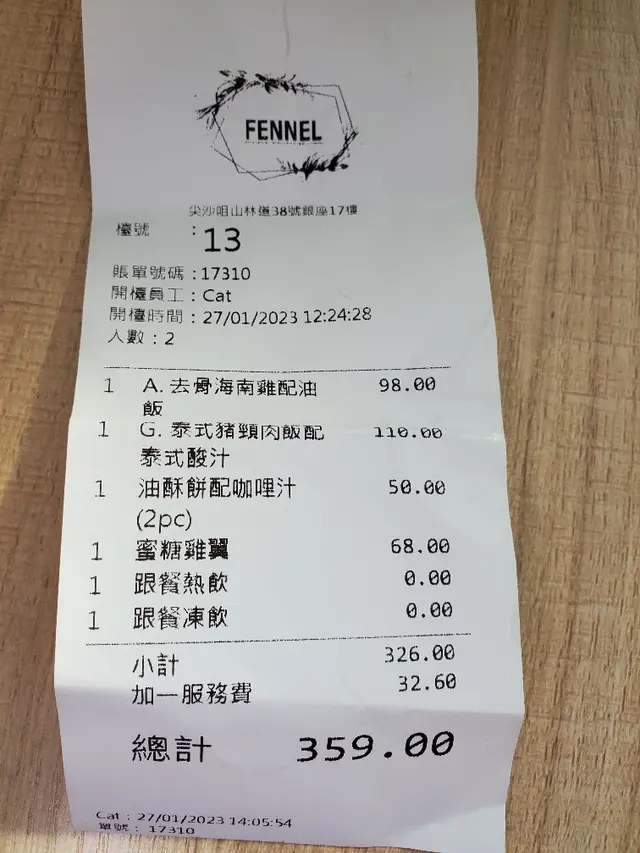 FENNEL
尖沙咀山林道38號銀座17樓
檯號 : 13
賬單號碼 : 17310
開檯員工 : Cat
開檯時間 : 27/01/2023 12:24:28
人數 : 2
1 A. 去骨海南雞配油 98.00
飯
1 G. 泰式豬頸肉飯配 110.00
泰式酸汁
1 油酥餅配咖哩汁 50.00
(2pc)
1 蜜糖雞翼 68.00
1 跟餐熱飲 0.00
1 跟餐凍飲 0.00
小計 326.00
加一服務費 32.60
總計 359.00
Cat : 27/01/2023 14:05:54
單號 : 17310